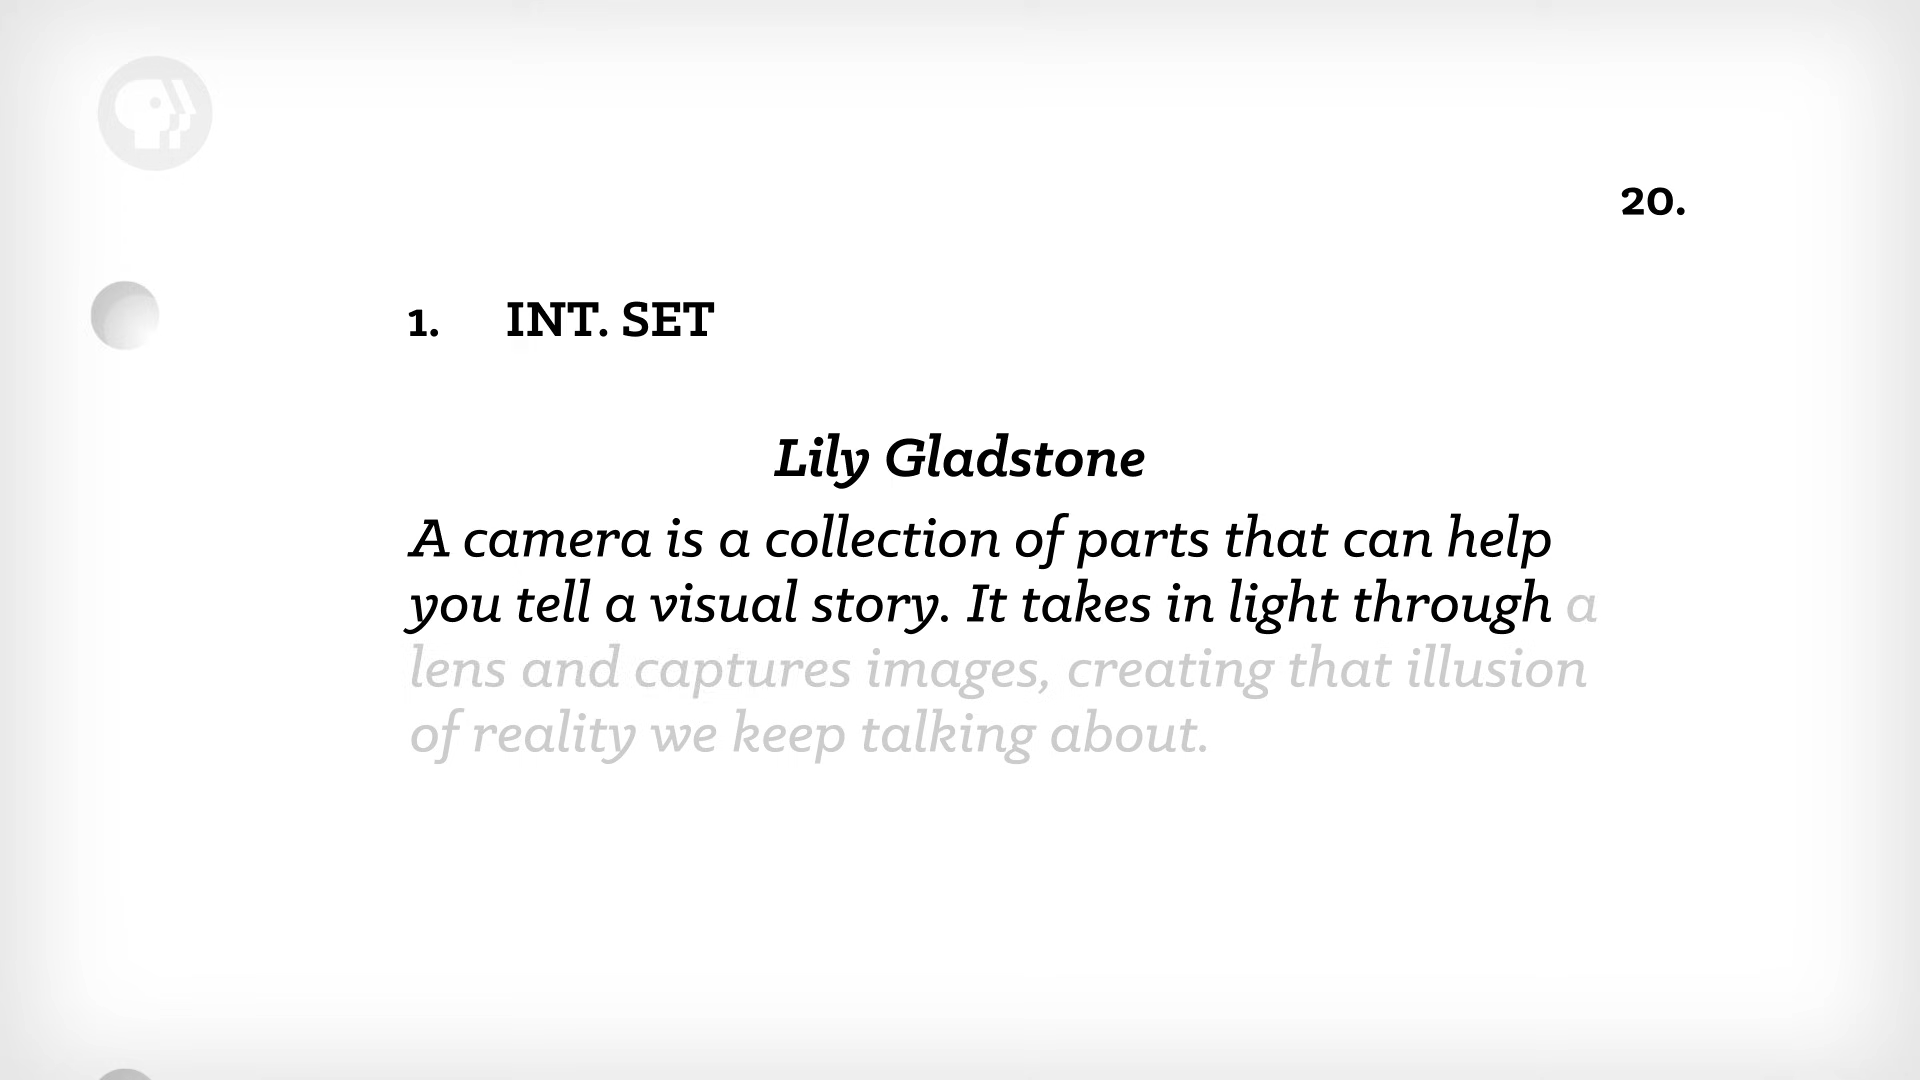 20.
1. INT. SET
Lily Gladstone
A camera is a collection of parts that can help
you tell a visual story. It takes in light through a
lens and captures images, creating that illusion
of reality we keep talking about.